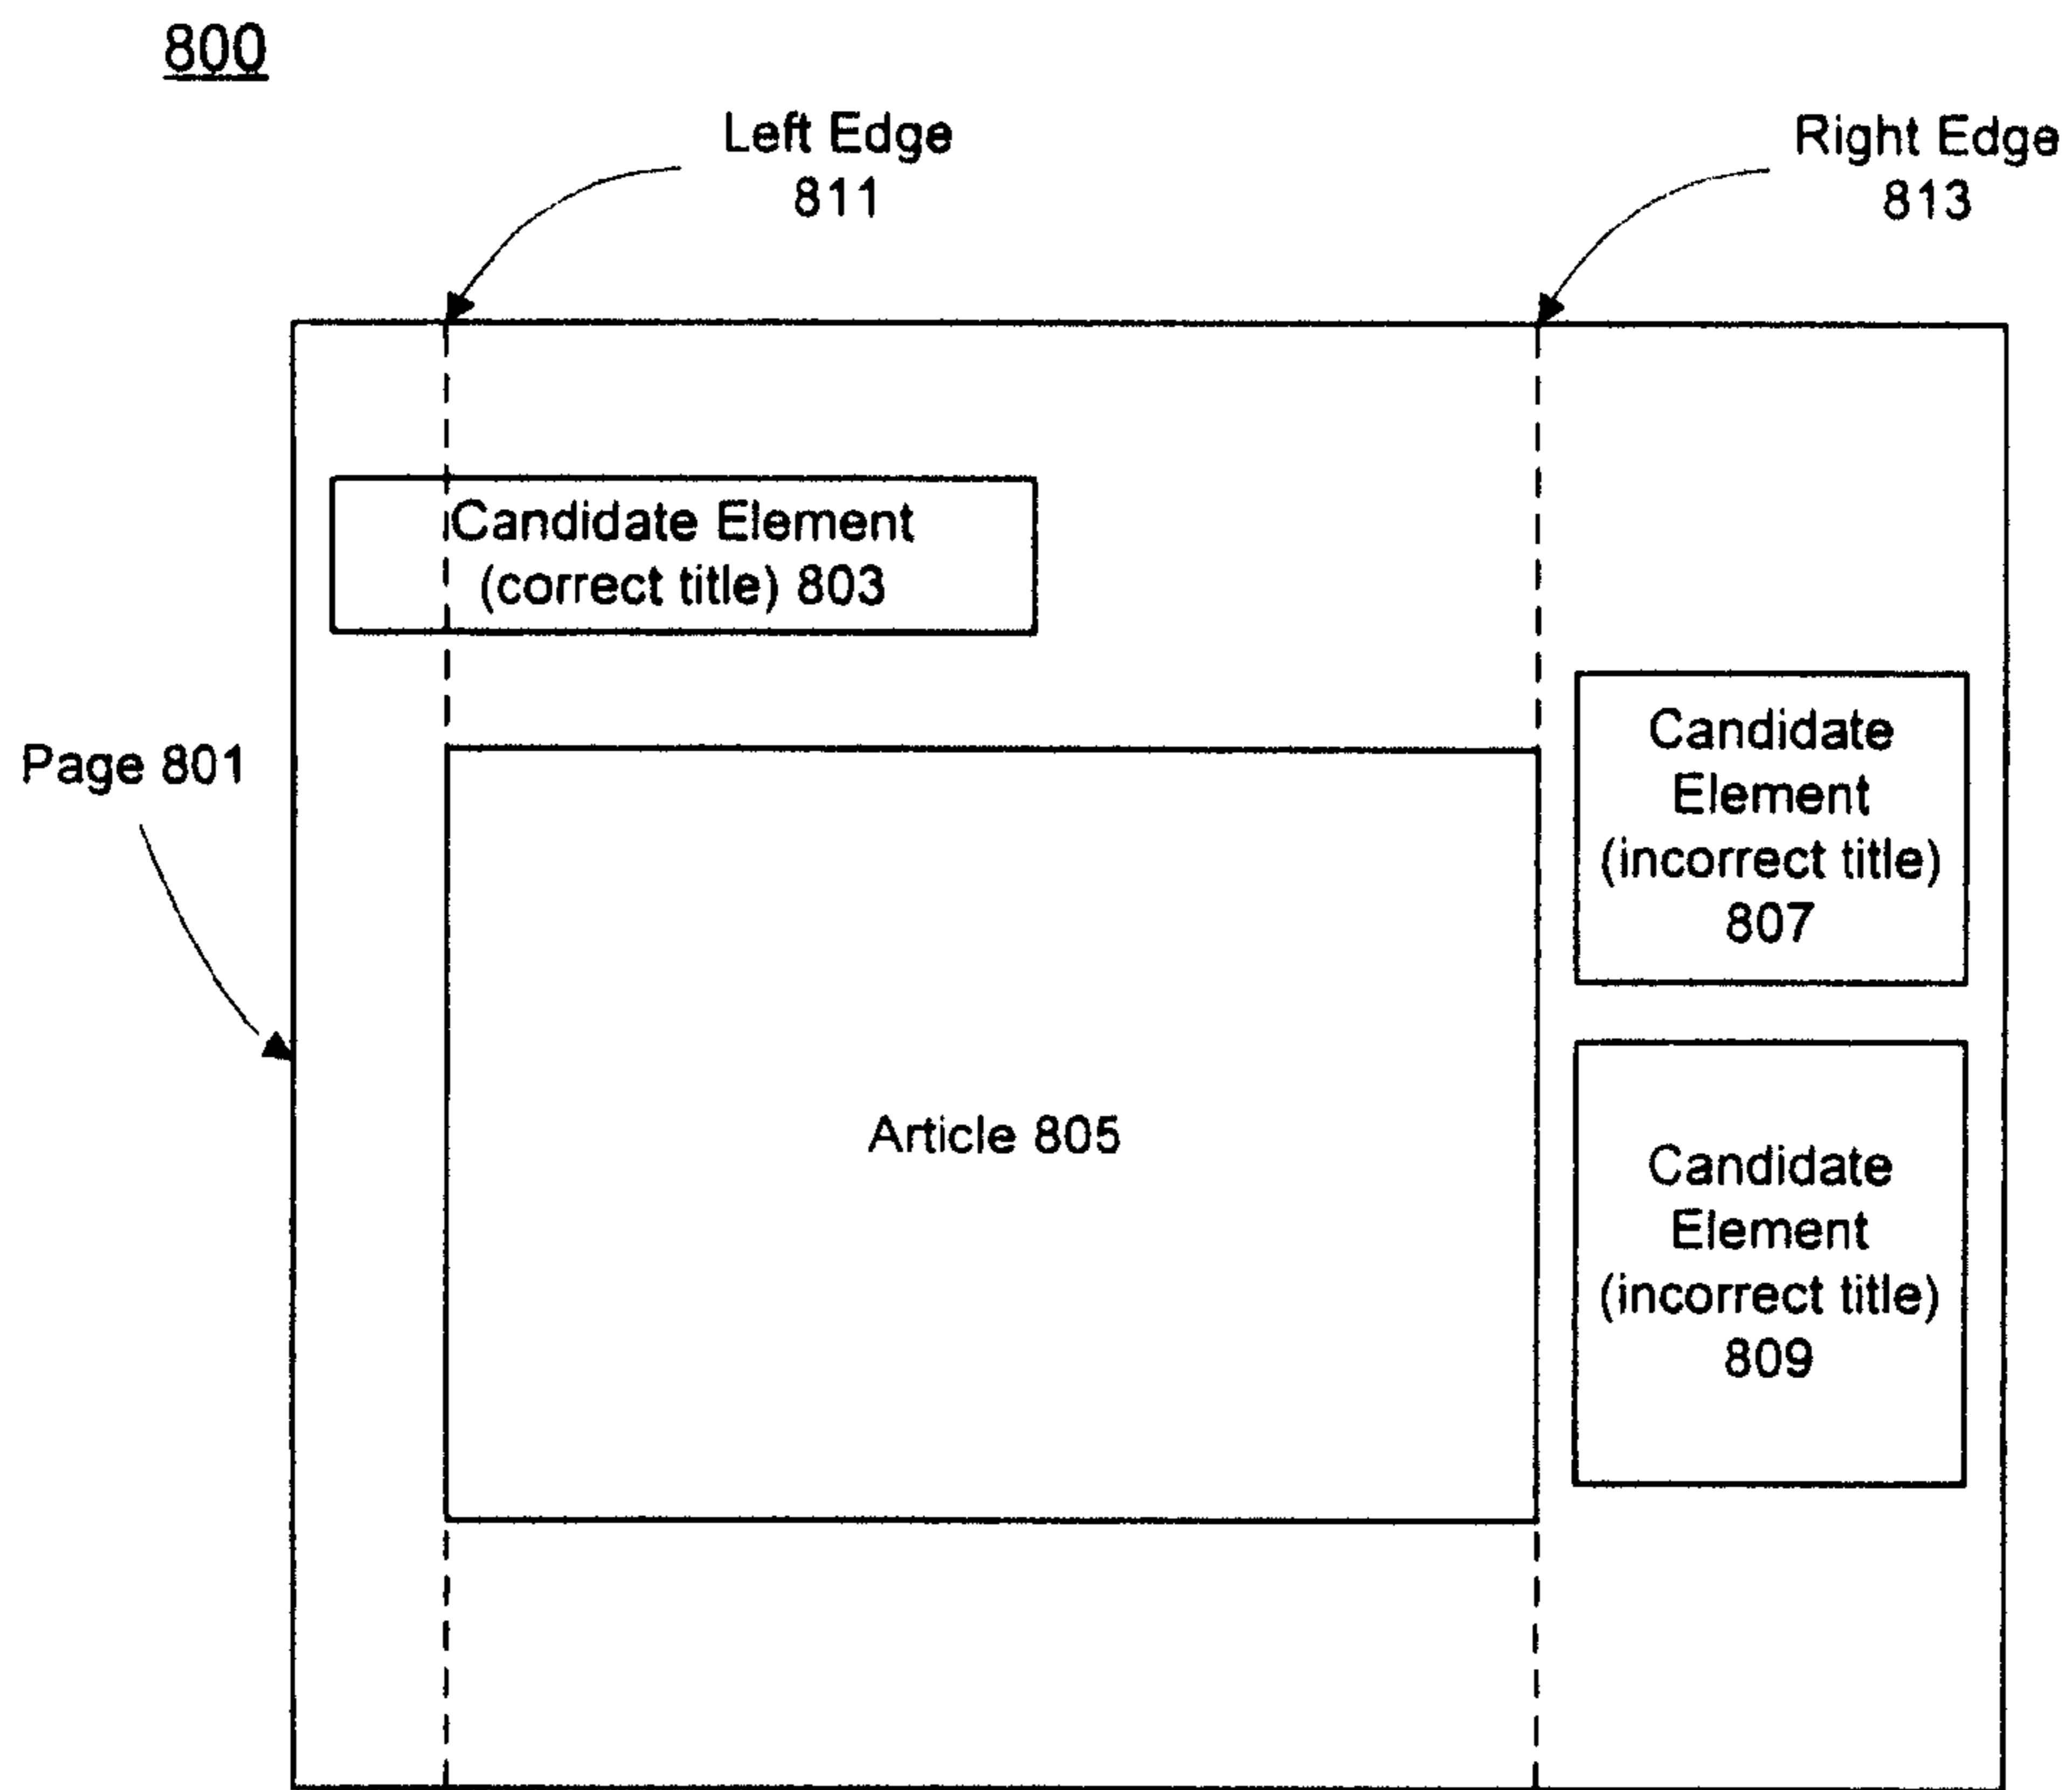 800
Left Edge
811
Right Edge
813
Candidate Element
(correct title) 803
Page 801
Candidate
Element
(incorrect title)
807
Article 805
Candidate
Element
(incorrect title)
809